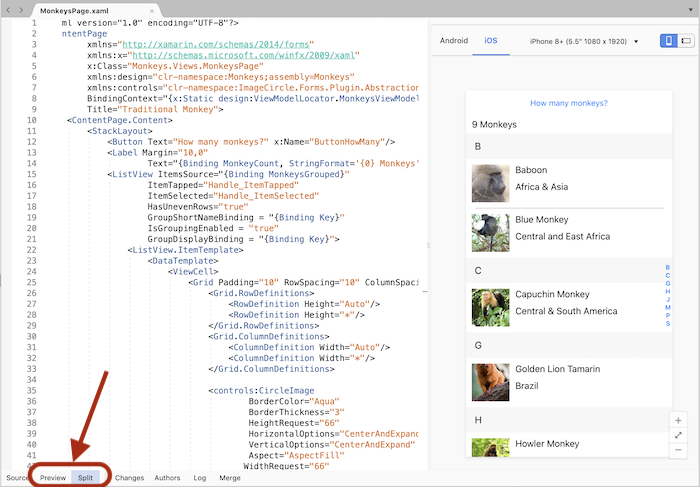 MonkeysPage.xaml
1 ml version="1.0" encoding="UTF-8"?>
2 ntentPage
3 xmlns="http://xamarin.com/schemas/2014/forms"
4 xmlns:x="http://schemas.microsoft.com/winfx/2009/xaml"
5 x:Class="Monkeys.Views.MonkeysPage"
6 xmlns:design="clr-namespace:Monkeys;assembly=Monkeys"
7 xmlns:controls="clr-namespace:ImageCircle.Forms.Plugin.Abstraction
8 BindingContext="{x:Static design:ViewModelLocator.MonkeysViewModel
9 Title="Traditional Monkey">
10 <ContentPage.Content>
11 <StackLayout>
12 <Button Text="How many monkeys?" x:Name="ButtonHowMany"/>
13 <Label Margin="10,0"
14 Text="{Binding MonkeyCount, StringFormat='{0} Monkeys'
15 <ListView ItemsSource="{Binding MonkeysGrouped}"
16 ItemTapped="Handle_ItemTapped"
17 ItemSelected="Handle_ItemSelected"
18 HasUnevenRows="true"
19 GroupShortNameBinding = "{Binding Key}"
20 IsGroupingEnabled = "true"
21 GroupDisplayBinding = "{Binding Key}">
22 <ListView.ItemTemplate>
23 <DataTemplate>
24 <ViewCell>
25 <Grid Padding="10" RowSpacing="10" ColumnSpaci
26 <Grid.RowDefinitions>
27 <RowDefinition Height="Auto"/>
28 <RowDefinition Height="*"/>
29 </Grid.RowDefinitions>
30 <Grid.ColumnDefinitions>
31 <ColumnDefinition Width="Auto"/>
32 <ColumnDefinition Width="*"/>
33 </Grid.ColumnDefinitions>
34
35 <controls:CircleImage
36 BorderColor="Aqua"
37 BorderThickness="3"
38 HeightRequest="66"
39 HorizontalOptions="CenterAndExpand
40 VerticalOptions="CenterAndExpand"
41 Aspect="AspectFill"
WidthRequest="66"
Source Preview Split Changes Authors Log Merge
Android iOS iPhone 8+ (5.5" 1080 x 1920)
How many monkeys?
9 Monkeys
B
Baboon
Africa & Asia
Blue Monkey
Central and East Africa
C
Capuchin Monkey
Central & South America
G
Golden Lion Tamarin
Brazil
H
Howler Monkey
B
C
G
H
J
M
P
S